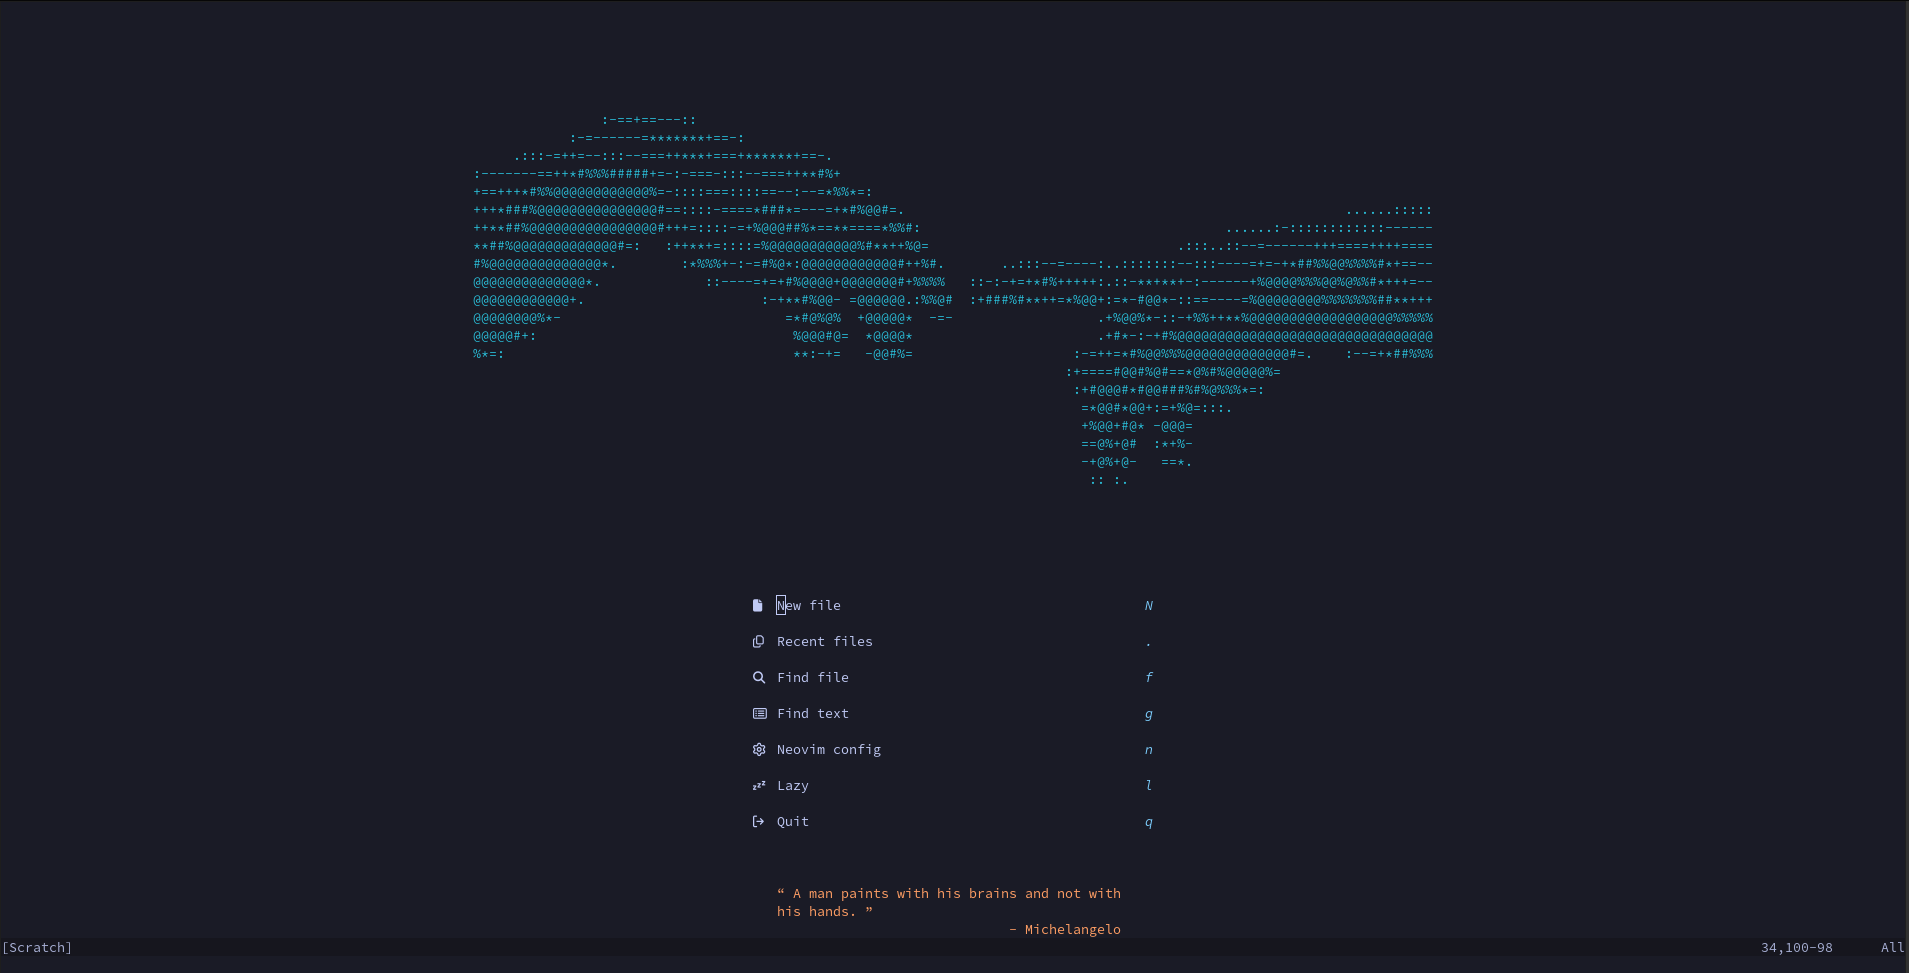 New file N
Recent files .
Find file f
Find text g
Neovim config n
Lazy l
Quit q
“ A man paints with his brains and not with
his hands. ”
– Michelangelo
[Scratch] 34,100-98 All